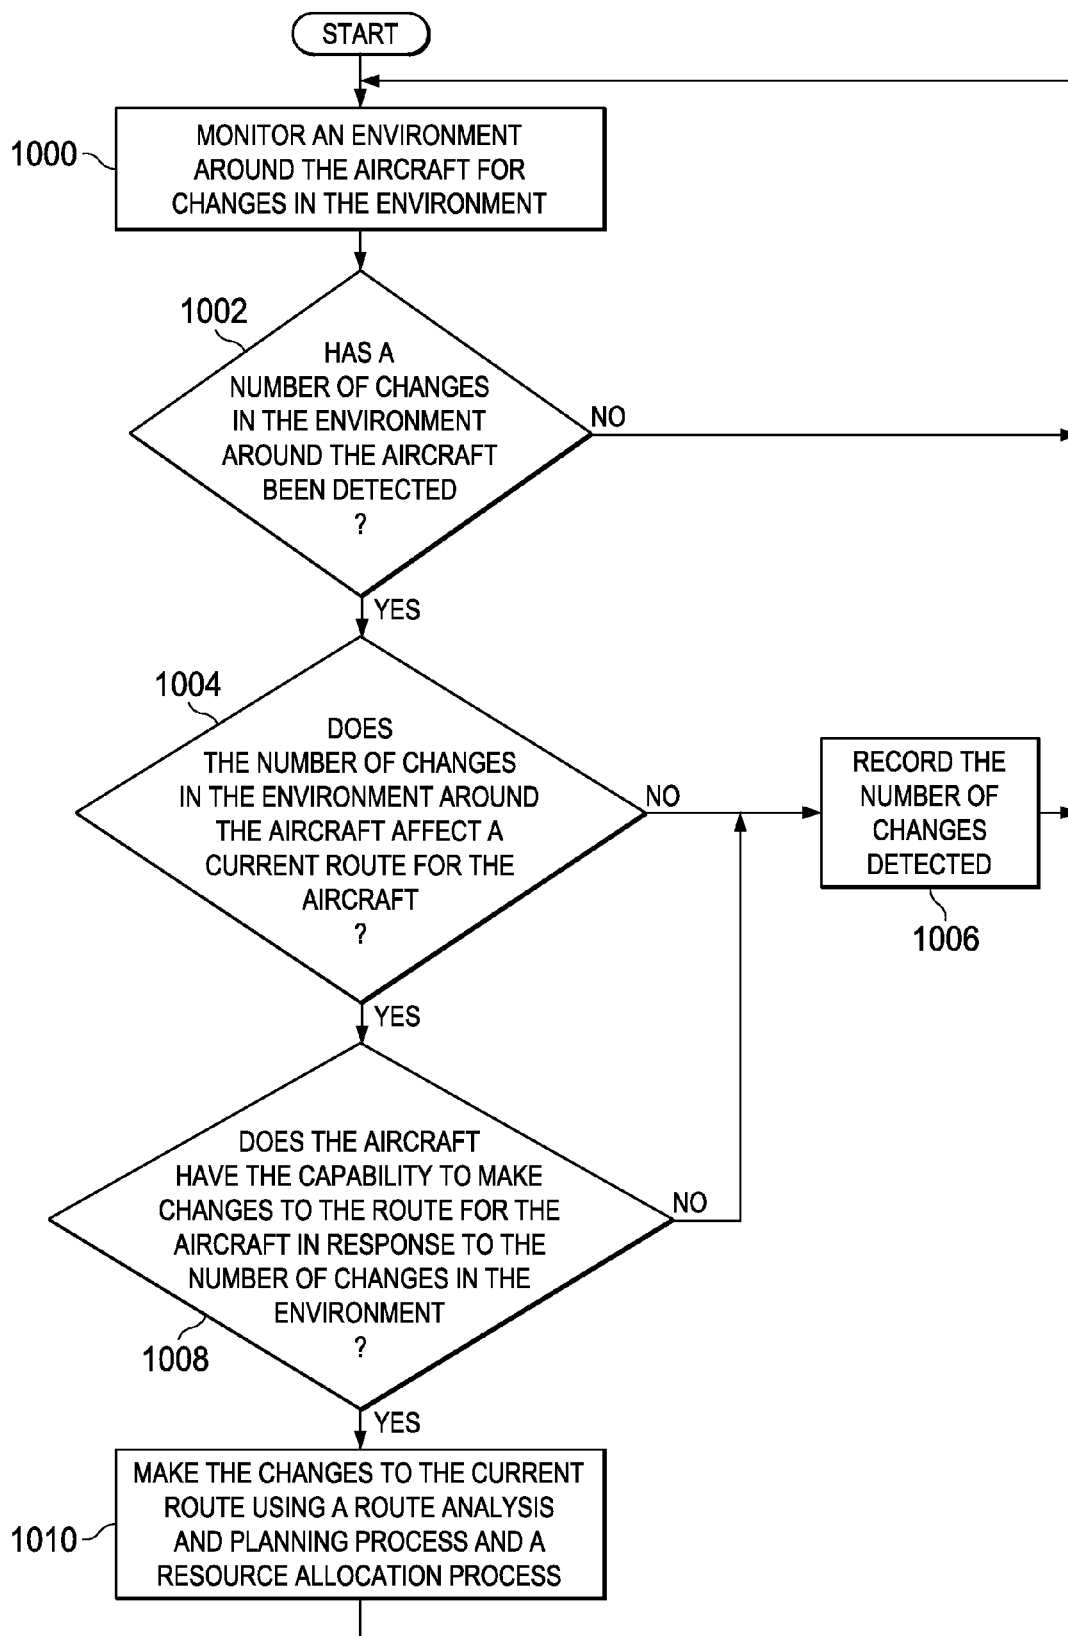 START
1000
MONITOR AN ENVIRONMENT
AROUND THE AIRCRAFT FOR
CHANGES IN THE ENVIRONMENT
1002
HAS A
NUMBER OF CHANGES
IN THE ENVIRONMENT
AROUND THE AIRCRAFT
BEEN DETECTED
?
NO
YES
1004
DOES
THE NUMBER OF CHANGES
IN THE ENVIRONMENT AROUND
THE AIRCRAFT AFFECT A
CURRENT ROUTE FOR THE
AIRCRAFT
?
NO
RECORD THE
NUMBER OF
CHANGES
DETECTED
1006
YES
DOES THE AIRCRAFT
HAVE THE CAPABILITY TO MAKE
CHANGES TO THE ROUTE FOR THE
AIRCRAFT IN RESPONSE TO THE
NUMBER OF CHANGES IN THE
ENVIRONMENT
?
NO
1008
YES
MAKE THE CHANGES TO THE CURRENT
ROUTE USING A ROUTE ANALYSIS
AND PLANNING PROCESS AND A
RESOURCE ALLOCATION PROCESS
1010